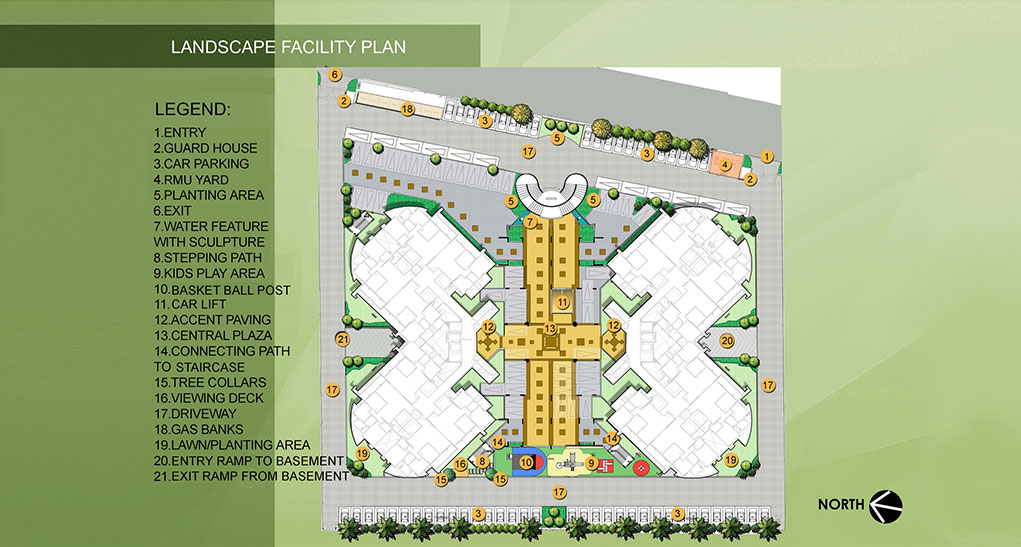 LANDSCAPE FACILITY PLAN
LEGEND:
1.ENTRY
2.GUARD HOUSE
3.CAR PARKING
4.RMU YARD
5.PLANTING AREA
6.EXIT
7.WATER FEATURE
WITH SCULPTURE
8.STEPPING PATH
9.KIDS PLAY AREA
10.BASKET BALL POST
11.CAR LIFT
12.ACCENT PAVING
13.CENTRAL PLAZA
14.CONNECTING PATH
TO STAIRCASE
15.TREE COLLARS
16.VIEWING DECK
17.DRIVEWAY
18.GAS BANKS
19.LAWN/PLANTING AREA
20.ENTRY RAMP TO BASEMENT
21.EXIT RAMP FROM BASEMENT
6
2
18
3
5
17
3
4
1
2
5
5
7
11
12
13
12
21
20
17
17
14
14
19
16
8
10
9
19
15
15
17
3
3
NORTH